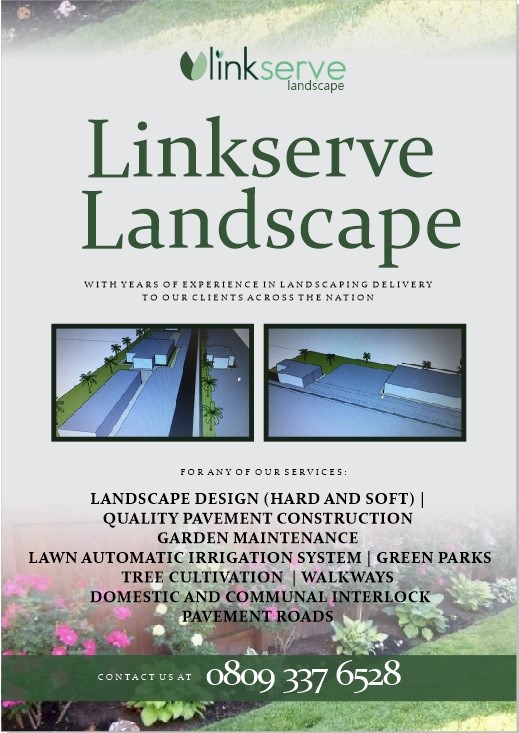 linkserve
landscape
Linkserve
Landscape
WITH YEARS OF EXPERIENCE IN LANDSCAPING DELIVERY
TO OUR CLIENTS ACROSS THE NATION
FOR ANY OF OUR SERVICES:
LANDSCAPE DESIGN (HARD AND SOFT) |
QUALITY PAVEMENT CONSTRUCTION
GARDEN MAINTENANCE
LAWN AUTOMATIC IRRIGATION SYSTEM | GREEN PARKS
TREE CULTIVATION | WALKWAYS
DOMESTIC AND COMMUNAL INTERLOCK
PAVEMENT ROADS
CONTACT US AT 0809 337 6528